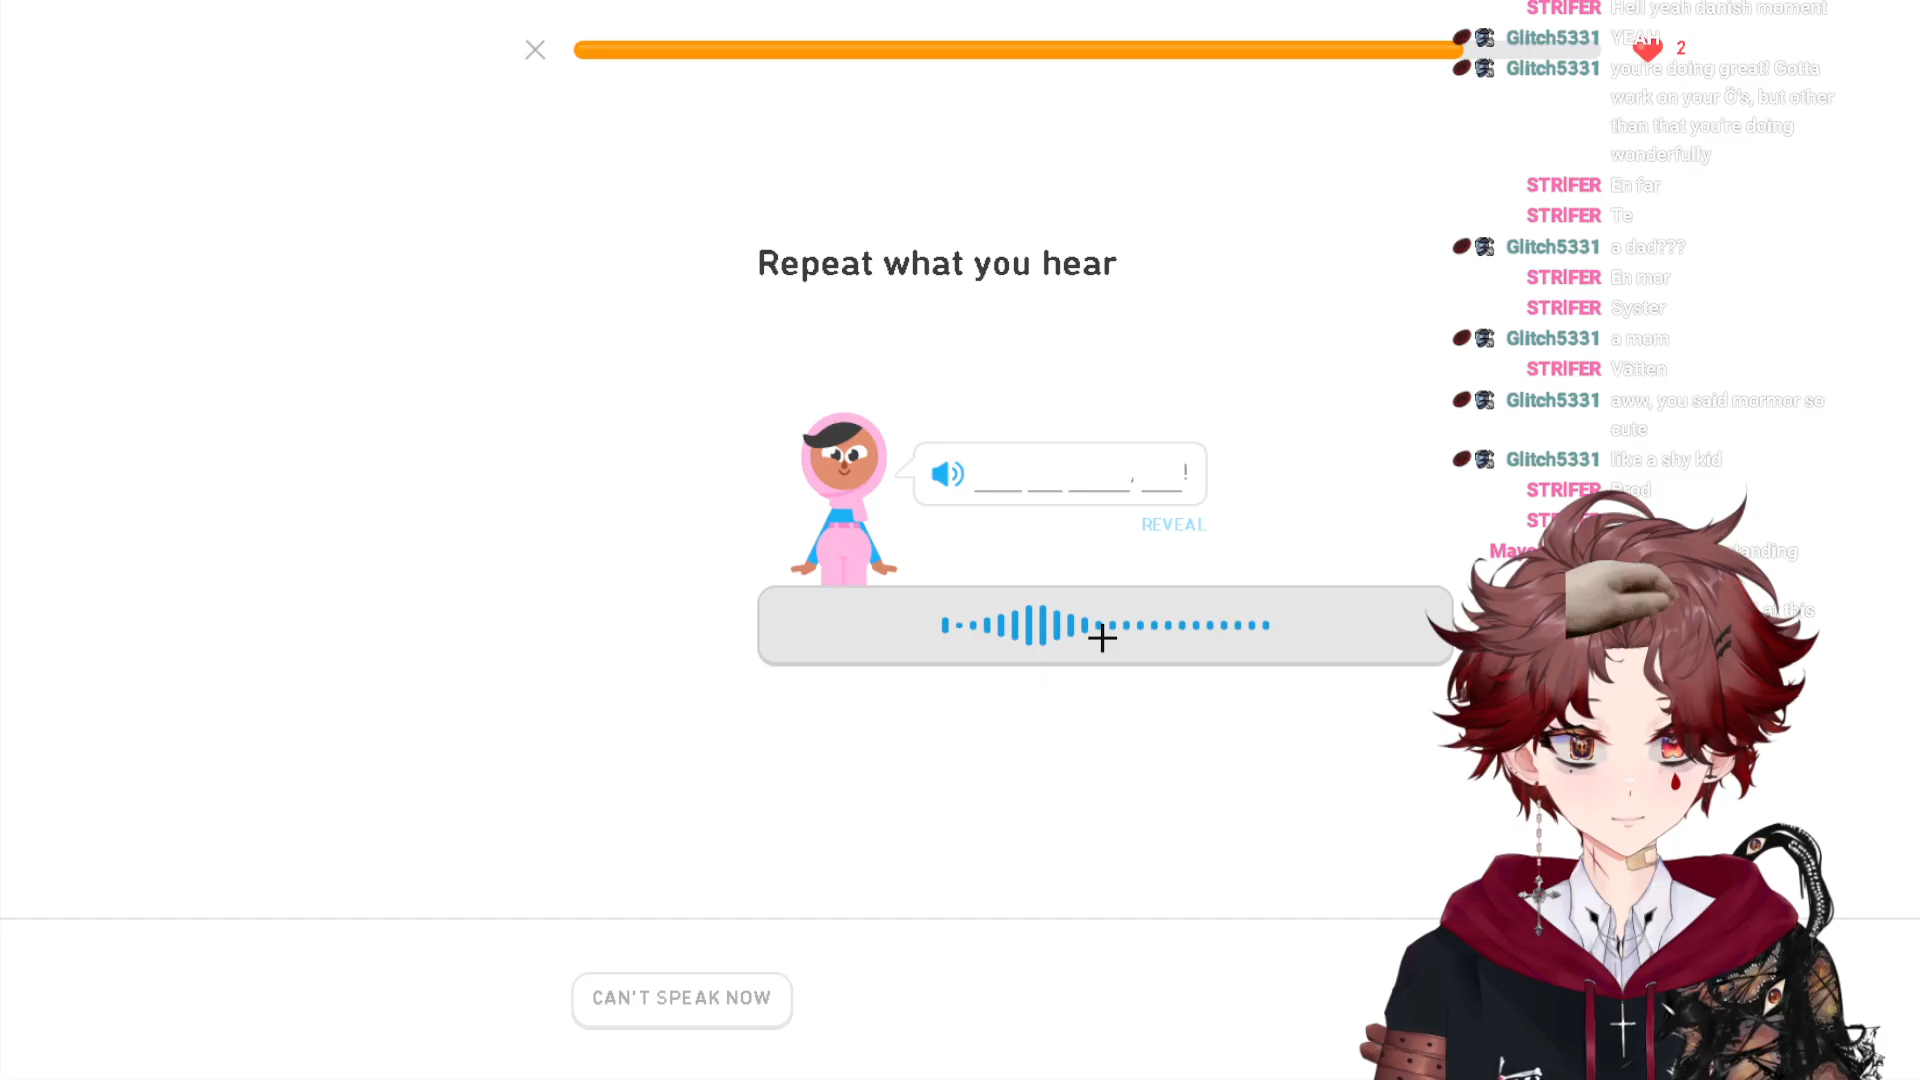 STRIFER Hell yeah danish moment
Glitch5331 YEAH
2
Glitch5331 you're doing great! Gotta
work on your Ö's, but other
than that you're doing
wonderfully
STRIFER En far
STRIFER Te
Glitch5331 a dad???
Repeat what you hear
STRIFER En mor
STRIFER Syster
Glitch5331 a mom
STRIFER Vätten
Glitch5331 aww, you said mormor so
cute
Glitch5331 like a shy kid
, !
STRIFER
REVEAL
CAN'T SPEAK NOW